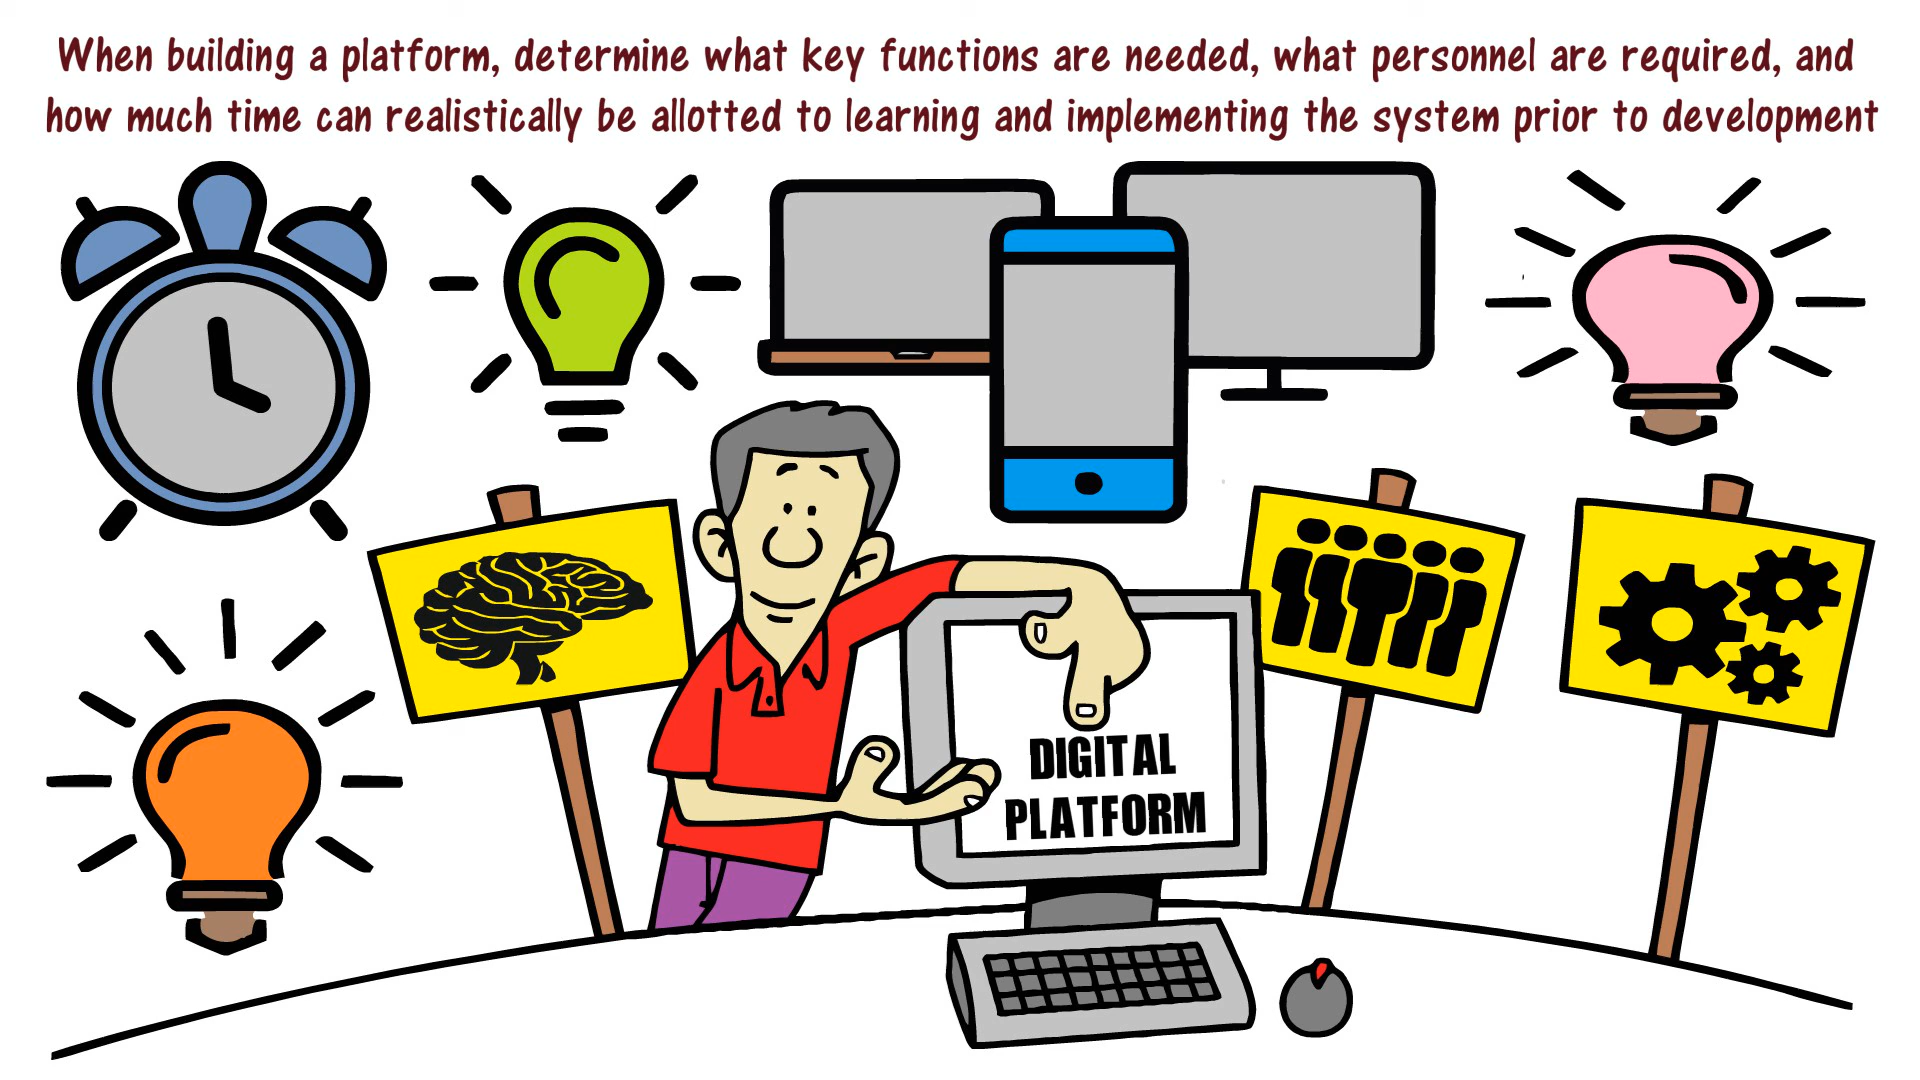 When building a platform, determine what key functions are needed, what personnel are required, and
how much time can realistically be allotted to learning and implementing the system prior to development
DIGITAL
PLATFORM